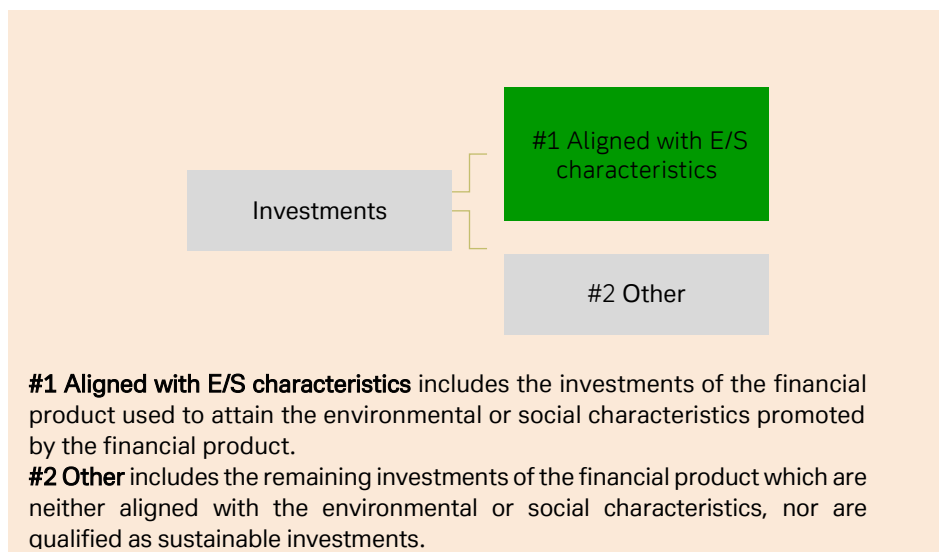 #1 Aligned with E/S
characteristics
Investments
#2 Other
#1 Aligned with E/S characteristics includes the investments of the financial
product used to attain the environmental or social characteristics promoted
by the financial product.
#2 Other includes the remaining investments of the financial product which are
neither aligned with the environmental or social characteristics, nor are
qualified as sustainable investments.